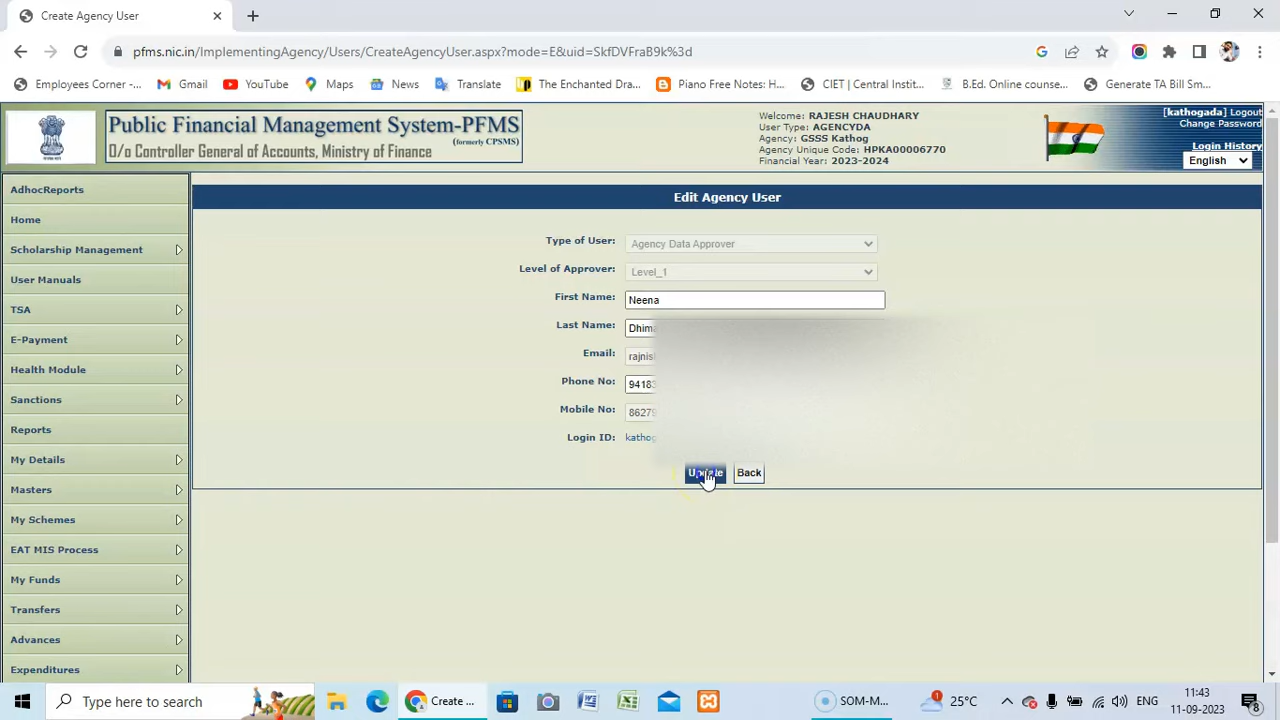 Create Agency User
pfms.nic.in/ImplementingAgency/Users/CreateAgencyUser.aspx?mode=E&uid=SkfDVFraB9k%3d
Employees Corner -... Gmail YouTube Maps News Translate The Enchanted Dra... Piano Free Notes: H... CIET | Central Instit... B.Ed. Online course... Generate TA Bill Sm...
Public Financial Management System-PFMS
(formerly CPSMS)
O/o Controller General of Accounts, Ministry of Finance
Welcome: RAJESH CHAUDHARY
User Type: AGENCYDA
Agency: GSSS Kathog
Agency Unique Code: HPKA00006770
Financial Year: 2023-2024
[kathogada] Logout
Change Password
Login History
English
AdhocReports
Home
Scholarship Management
User Manuals
TSA
E-Payment
Health Module
Sanctions
Reports
My Details
Masters
My Schemes
EAT MIS Process
My Funds
Transfers
Advances
Expenditures
Edit Agency User
Type of User: Agency Data Approver
Level of Approver: Level_1
First Name: Neena
Last Name: Dhima
Email: rajnis
Phone No: 9418
Mobile No: 8627
Login ID: kathog
Update Back
Type here to search
Create ...
SOM-M...
25°C
ENG
11:43
11-09-2023
8